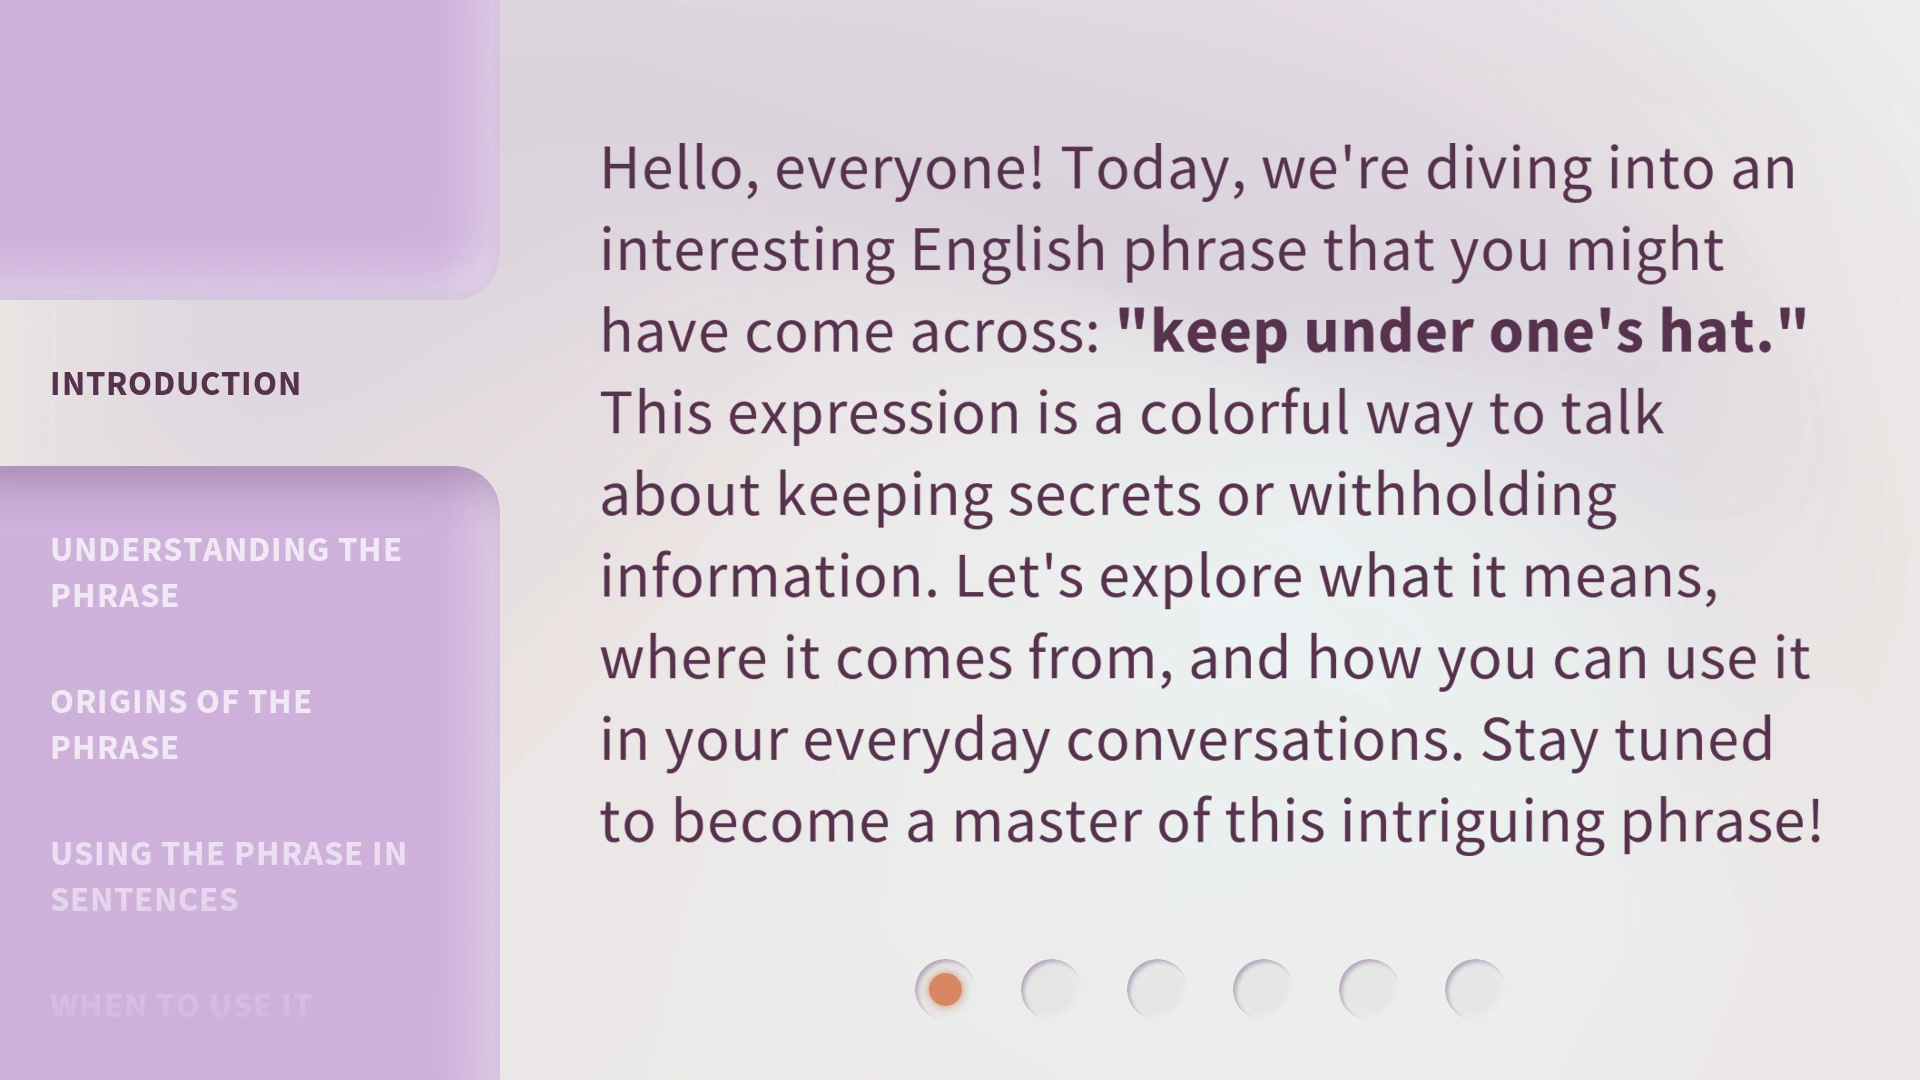 INTRODUCTION
UNDERSTANDING THE
PHRASE
ORIGINS OF THE
PHRASE
USING THE PHRASE IN
SENTENCES
WHEN TO USE IT
Hello, everyone! Today, we're diving into an
interesting English phrase that you might
have come across: "keep under one's hat."
This expression is a colorful way to talk
about keeping secrets or withholding
information. Let's explore what it means,
where it comes from, and how you can use it
in your everyday conversations. Stay tuned
to become a master of this intriguing phrase!